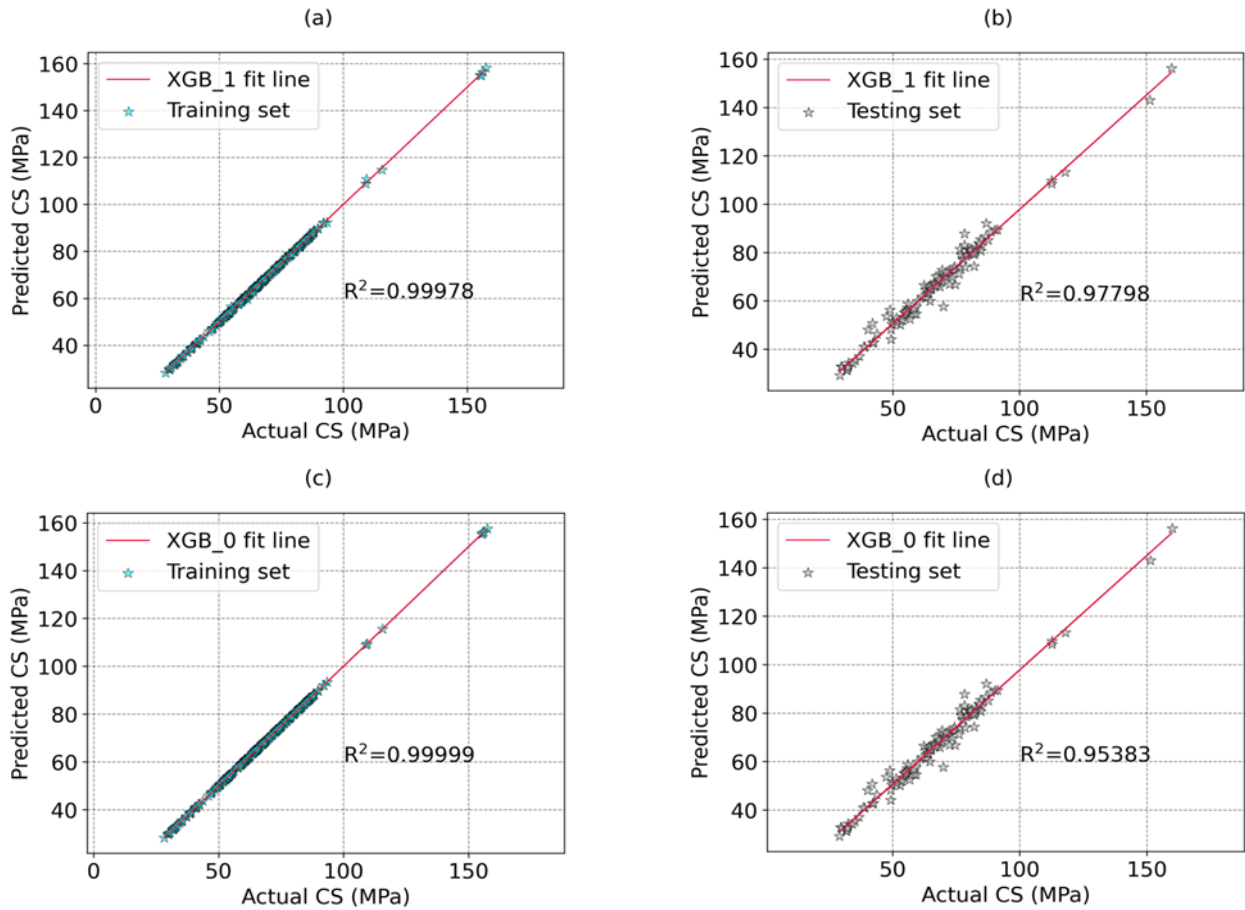 (a)
XGB_1 fit line
Training set
R²=0.99978
160
140
120
100
80
60
40
0 50 100 150
Predicted CS (MPa)
Actual CS (MPa)
(b)
XGB_1 fit line
Testing set
R²=0.97798
160
140
120
100
80
60
40
50 100 150
Predicted CS (MPa)
Actual CS (MPa)
(c)
XGB_0 fit line
Training set
R²=0.99999
160
140
120
100
80
60
40
0 50 100 150
Predicted CS (MPa)
Actual CS (MPa)
(d)
XGB_0 fit line
Testing set
R²=0.95383
160
140
120
100
80
60
40
50 100 150
Predicted CS (MPa)
Actual CS (MPa)